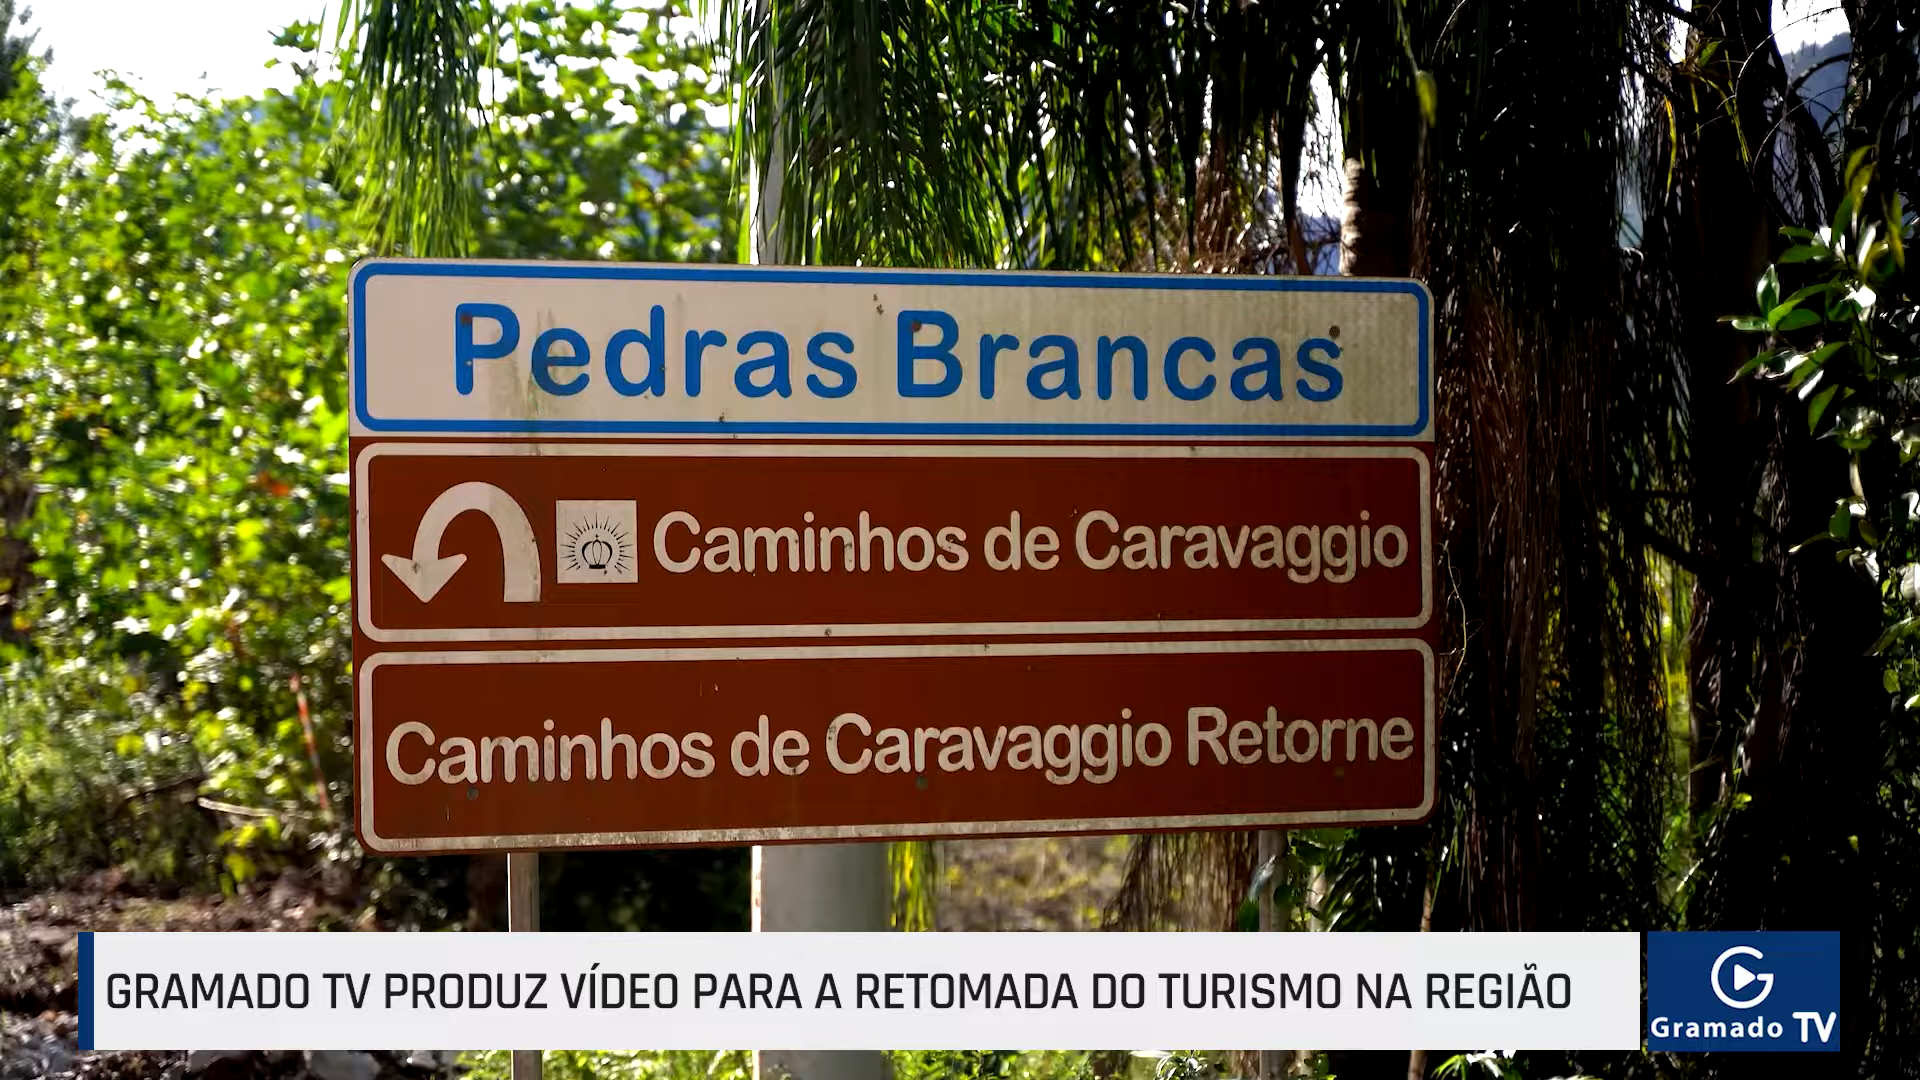 Pedras Brancas
Caminhos de Caravaggio
Caminhos de Caravaggio Retorne
GRAMADO TV PRODUZ VÍDEO PARA A RETOMADA DO TURISMO NA REGIÃO
Gramado TV